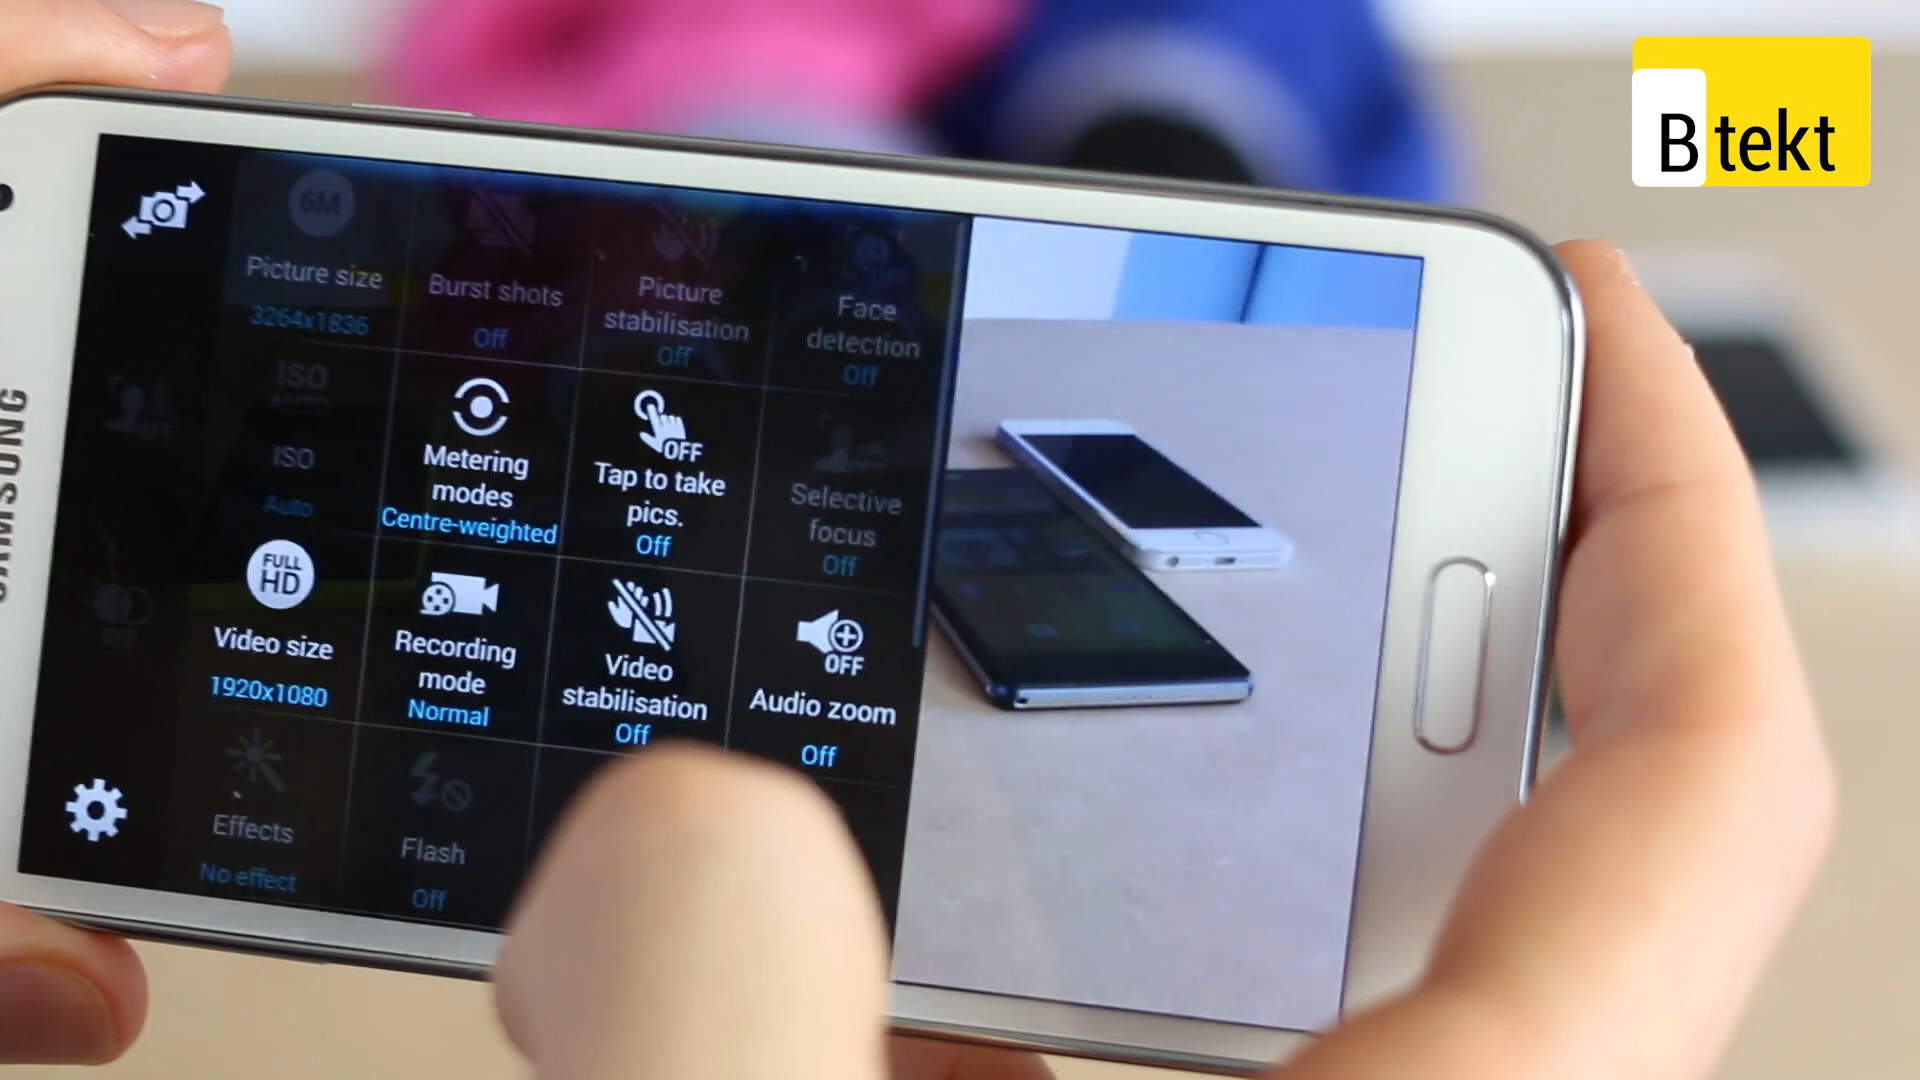 B tekt
SAMSUNG
6M
Picture size
3264x1836
Burst shots
Off
Picture
stabilisation
Off
Face
detection
Off
ISO
AUTO
ISO
Auto
Metering
modes
Centre-weighted
OFF
Tap to take
pics.
Off
Selective
focus
Off
FULL
HD
Video size
1920x1080
Recording
mode
Normal
Video
stabilisation
Off
OFF
Audio zoom
Off
Effects
No effect
Flash
Off